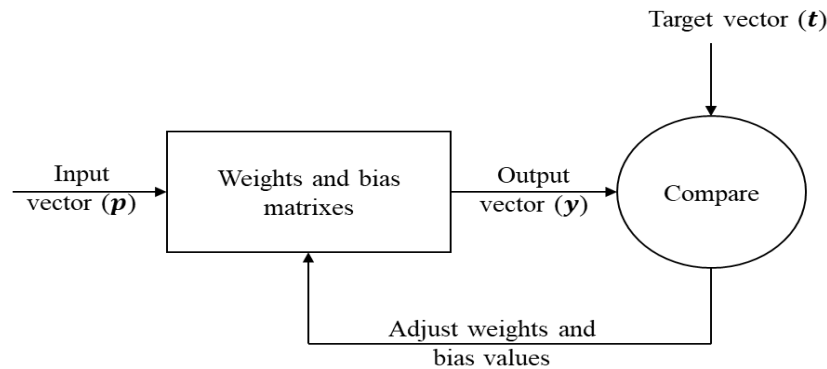 Target vector (t)
Input
vector (p)
Weights and bias
matrixes
Output
vector (y)
Compare
Adjust weights and
bias values